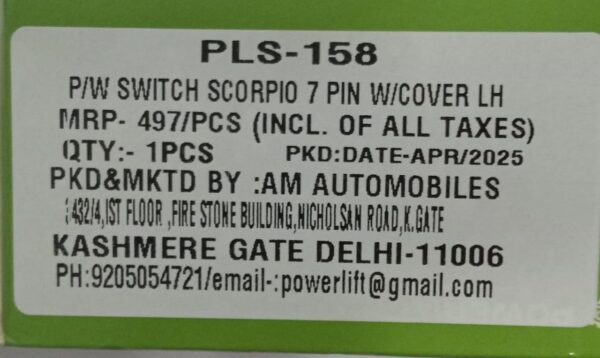 PLS-158
P/W SWITCH SCORPIO 7 PIN W/COVER LH
MRP- 497/PCS (INCL. OF ALL TAXES)
QTY:- 1PCS PKD:DATE-APR/2025
PKD&MKTD BY :AM AUTOMOBILES
432/4,IST FLOOR ,FIRE STONE BUILDING,NICHOLSAN ROAD,K.GATE
KASHMERE GATE DELHI-11006
PH:9205054721/email-:powerlift@gmail.com